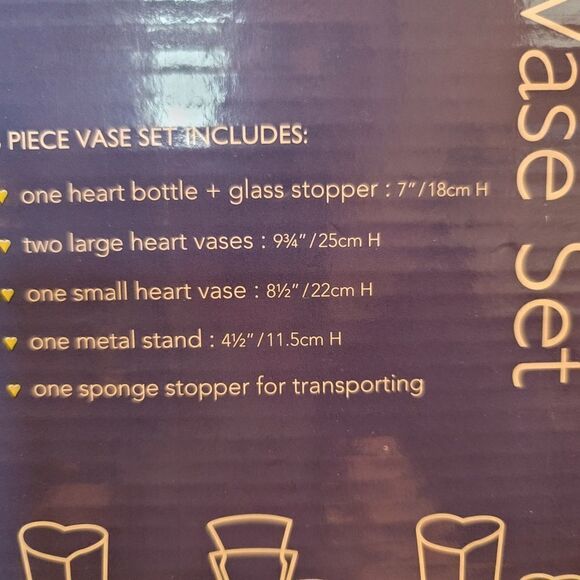 PIECE VASE SET INCLUDES:
one heart bottle + glass stopper : 7"/18cm H
two large heart vases : 9¾"/25cm H
one small heart vase : 8½"/22cm H
one metal stand : 4½"/11.5cm H
one sponge stopper for transporting
vase Set